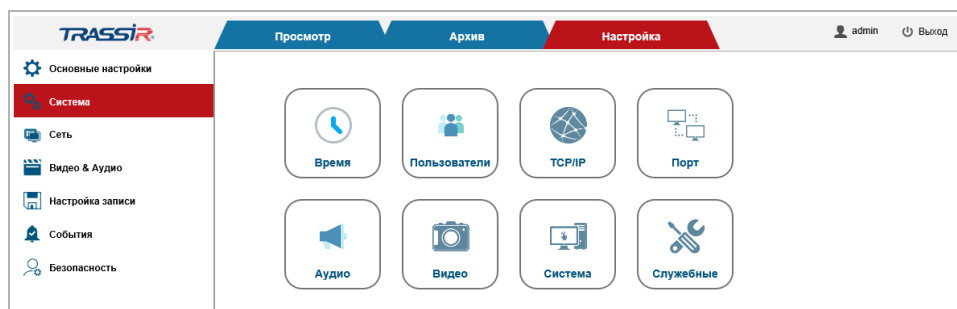 TRASSIR
Просмотр
Архив
Настройка
admin
Выход
Основные настройки
Система
Сеть
Видео & Аудио
Настройка записи
События
Безопасность
Время
Пользователи
TCP/IP
Порт
Аудио
Видео
Система
Служебные